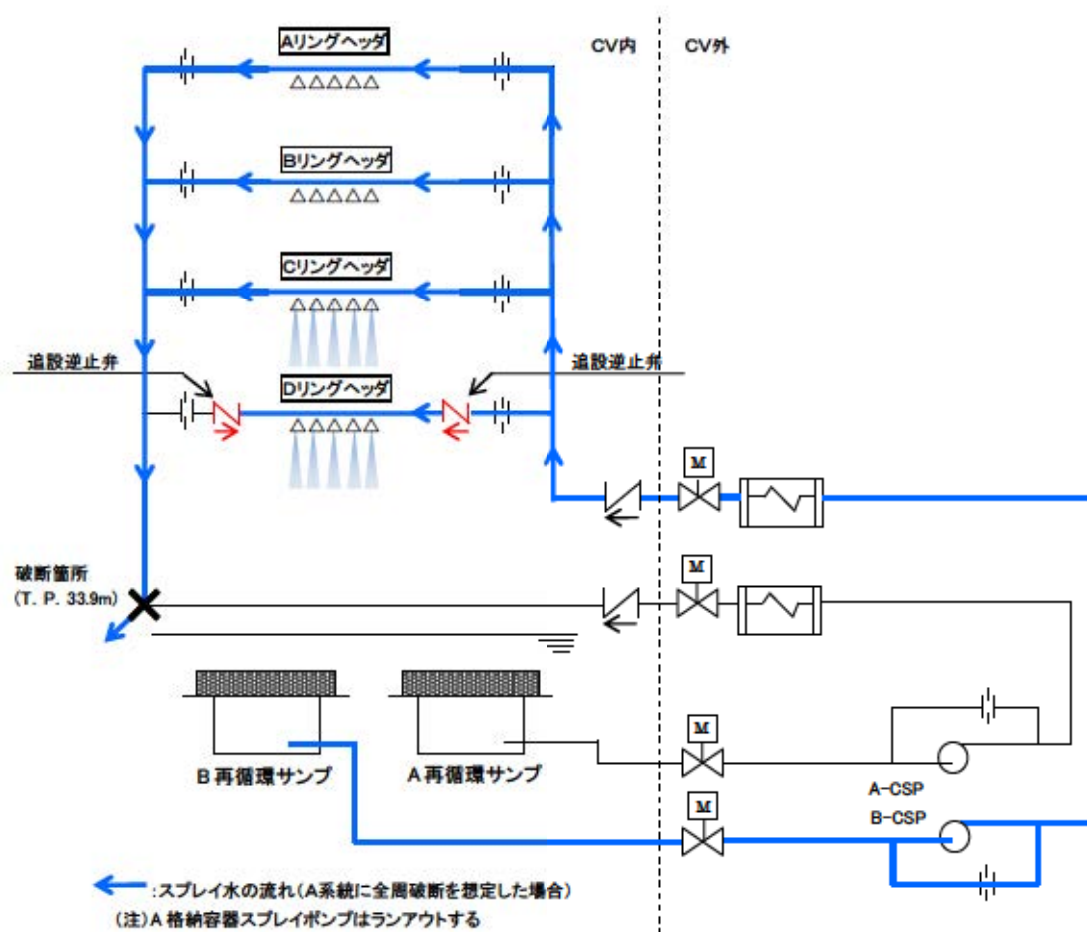 Aリングヘッダ
CV内
CV外
Bリングヘッダ
Cリングヘッダ
追設逆止弁
追設逆止弁
Dリングヘッダ
M
破断箇所
(T. P. 33.9m)
M
M
B 再循環サンプ
A 再循環サンプ
A-CSP
M
B-CSP
:スプレイ水の流れ(A系統に全周破断を想定した場合)
(注)A 格納容器スプレイポンプはランアウトする